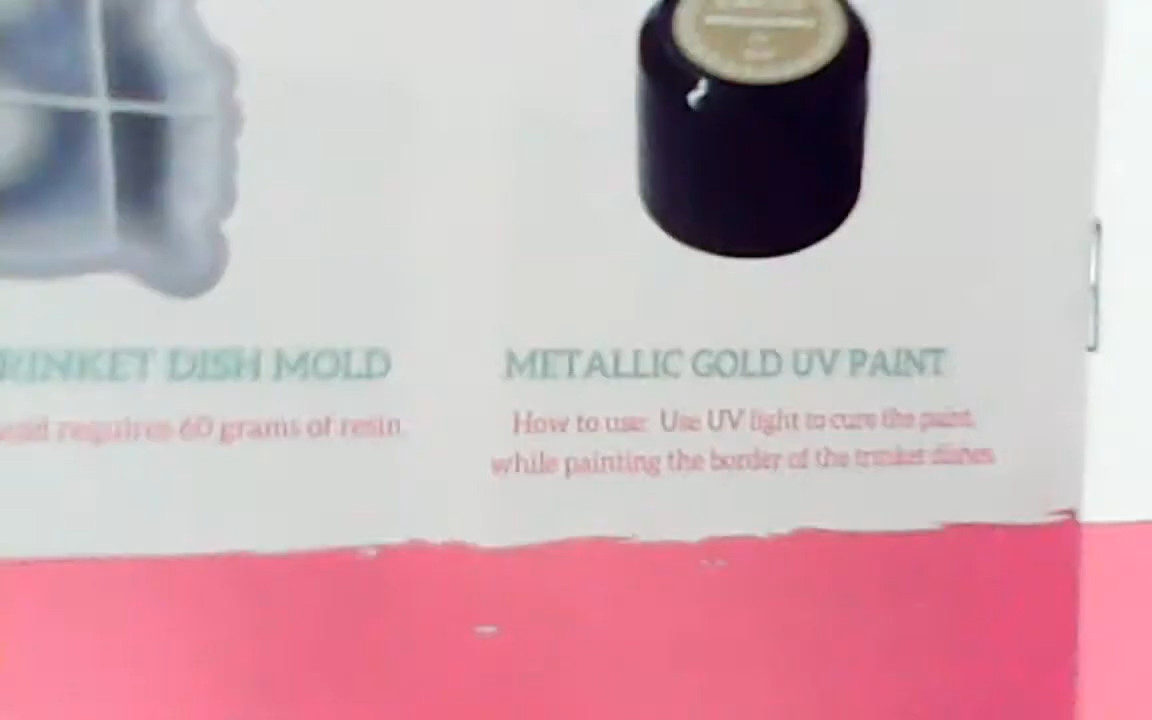 RINKET DISH MOLD
requires 60 grams of resin.
METALLIC GOLD UV PAINT
How to use: Use UV light to cure the paint
while painting the border of the trinket dishes.